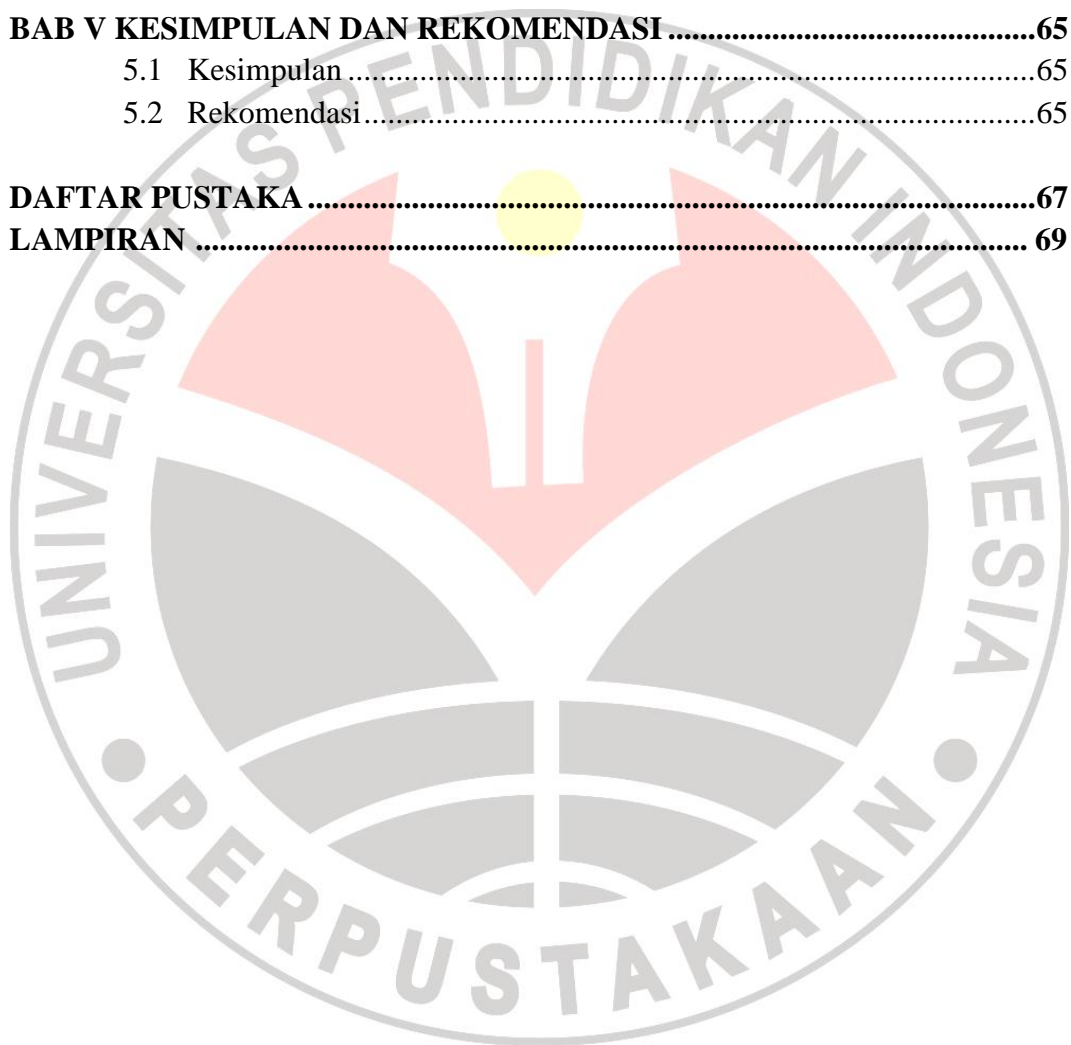 BAB V KESIMPULAN DAN REKOMENDASI ............................................65
5.1 Kesimpulan ....................................................................................65
5.2 Rekomendasi..................................................................................65
DAFTAR PUSTAKA .........................................................................................67
LAMPIRAN ..................................................................................................... 69
UNIVERSITAS PENDIDIKAN INDONESIA
PERPUSTAKAAN